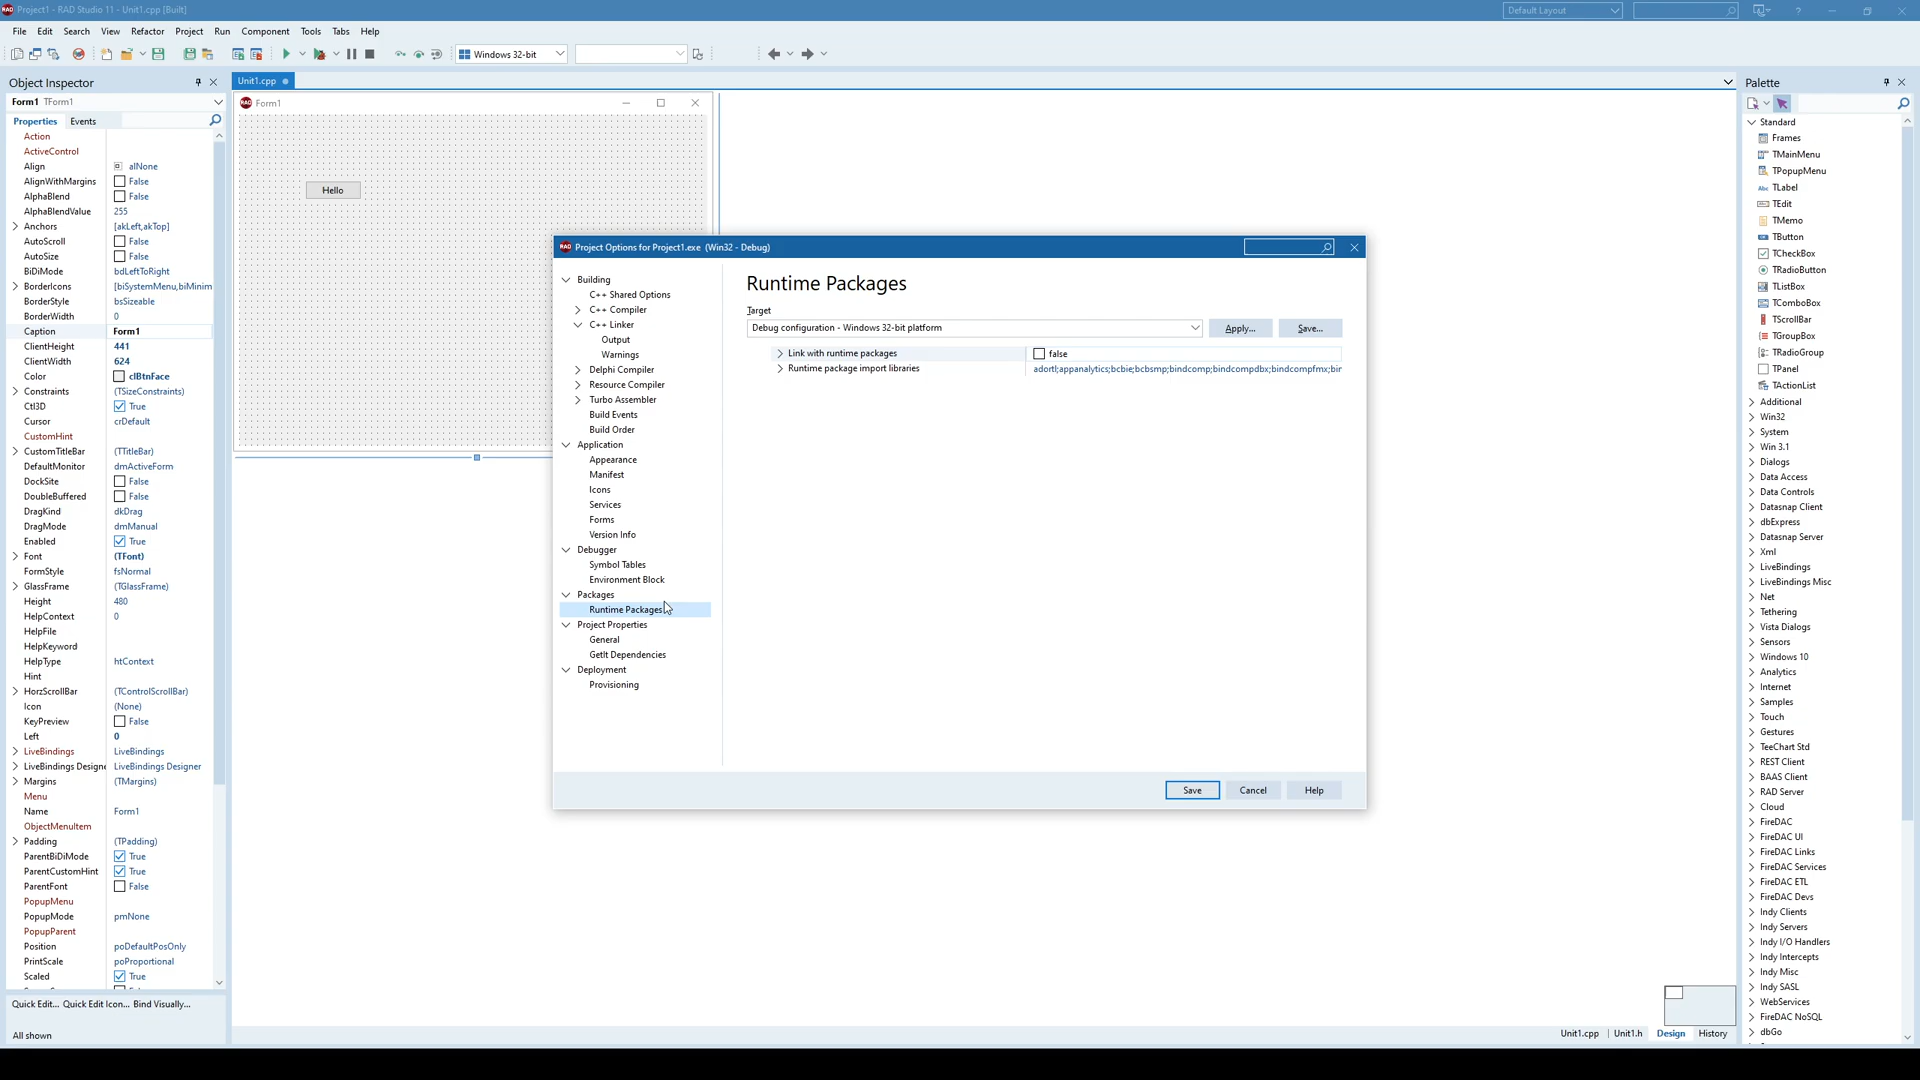 Project1 - RAD Studio 11 - Unit1.cpp [Built]
Default Layout
File Edit Search View Refactor Project Run Component Tools Tabs Help
Windows 32-bit
Object Inspector
Form1 TForm1
Properties Events
Action
ActiveControl
Align alNone
AlignWithMargins False
AlphaBlend False
AlphaBlendValue 255
Anchors [akLeft,akTop]
AutoScroll False
AutoSize False
BiDiMode bdLeftToRight
BorderIcons [biSystemMenu,biMinim
BorderStyle bsSizeable
BorderWidth 0
Caption Form1
ClientHeight 441
ClientWidth 624
Color clBtnFace
Constraints (TSizeConstraints)
Ctl3D True
Cursor crDefault
CustomHint
CustomTitleBar (TTitleBar)
DefaultMonitor dmActiveForm
DockSite False
DoubleBuffered False
DragKind dkDrag
DragMode dmManual
Enabled True
Font (TFont)
FormStyle fsNormal
GlassFrame (TGlassFrame)
Height 480
HelpContext 0
HelpFile
HelpKeyword
HelpType htContext
Hint
HorzScrollBar (TControlScrollBar)
Icon (None)
KeyPreview False
Left 0
LiveBindings LiveBindings
LiveBindings Designe LiveBindings Designer
Margins (TMargins)
Menu
Name Form1
ObjectMenuItem
Padding (TPadding)
ParentBiDiMode True
ParentCustomHint True
ParentFont False
PopupMenu
PopupMode pmNone
PopupParent
Position poDefaultPosOnly
PrintScale poProportional
Scaled True
Quick Edit... Quick Edit Icon... Bind Visually...
All shown
Unit1.cpp
RAD Form1
Hello
RAD Project Options for Project1.exe (Win32 - Debug)
Building
C++ Shared Options
C++ Compiler
C++ Linker
Output
Warnings
Delphi Compiler
Resource Compiler
Turbo Assembler
Build Events
Build Order
Application
Appearance
Manifest
Icons
Services
Forms
Version Info
Debugger
Symbol Tables
Environment Block
Packages
Runtime Packages
Project Properties
General
GetIt Dependencies
Deployment
Provisioning
Runtime Packages
Target
Debug configuration - Windows 32-bit platform
Apply... Save...
Link with runtime packages false
Runtime package import libraries adortl;appanalytics;bcbie;bcbsmp;bindcomp;bindcompdbx;bindcompfmx;bir
Save Cancel Help
Unit1.cpp Unit1.h Design History
Palette
Standard
Frames
TMainMenu
TPopupMenu
TLabel
TEdit
TMemo
TButton
TCheckBox
TRadioButton
TListBox
TComboBox
TScrollBar
TGroupBox
TRadioGroup
TPanel
TActionList
Additional
Win32
System
Win 3.1
Dialogs
Data Access
Data Controls
Datasnap Client
dbExpress
Datasnap Server
Xml
LiveBindings
LiveBindings Misc
Net
Tethering
Vista Dialogs
Sensors
Windows 10
Analytics
Internet
Samples
Touch
Gestures
TeeChart Std
REST Client
BAAS Client
RAD Server
Cloud
FireDAC
FireDAC UI
FireDAC Links
FireDAC Services
FireDAC ETL
FireDAC Devs
Indy Clients
Indy Servers
Indy I/O Handlers
Indy Intercepts
Indy Misc
Indy SASL
WebServices
FireDAC NoSQL
dbGo